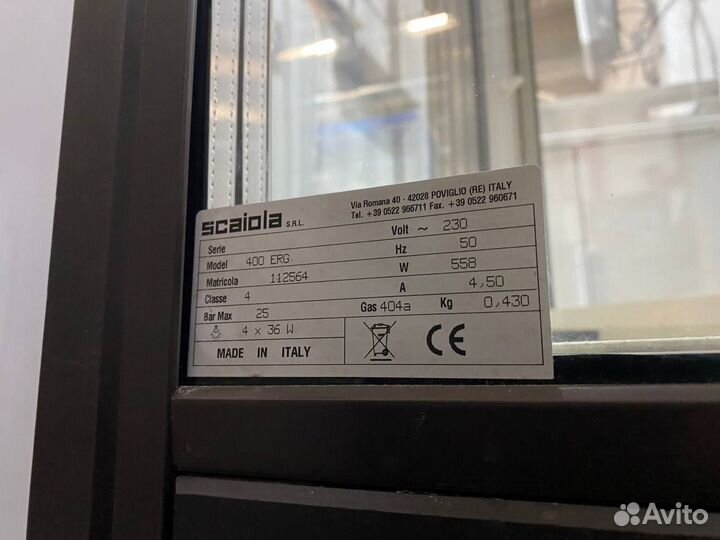 scaiola S.R.L.
Via Romana 40 - 42028 POVIGLIO (RE) ITALY
Tel. +39 0522 966711 Fax. +39 0522 960671
Serie
Volt ~ 230
Model 400 ERG
Hz 50
Matricola 112564
W 558
Classe 4
A 4,50
Bar Max 25
Gas 404a Kg 0,430
4 x 36 W
MADE IN ITALY
CE
Avito